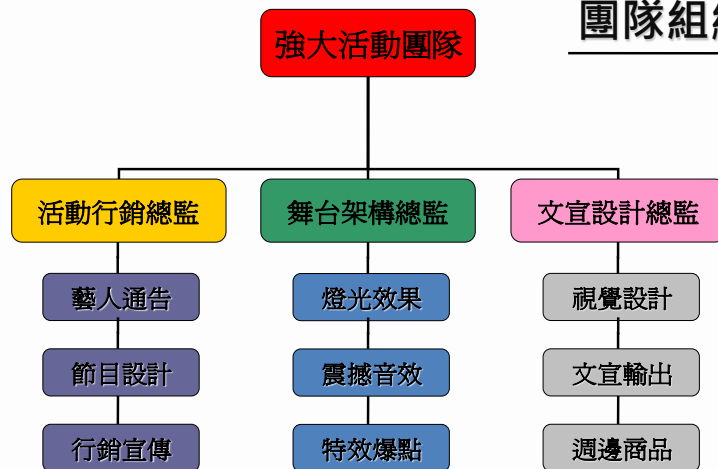 團隊組
強大活動團隊
活動行銷總監
舞台架構總監
文宣設計總監
藝人通告
燈光效果
視覺設計
節目設計
震撼音效
文宣輸出
行銷宣傳
特效爆點
週邊商品